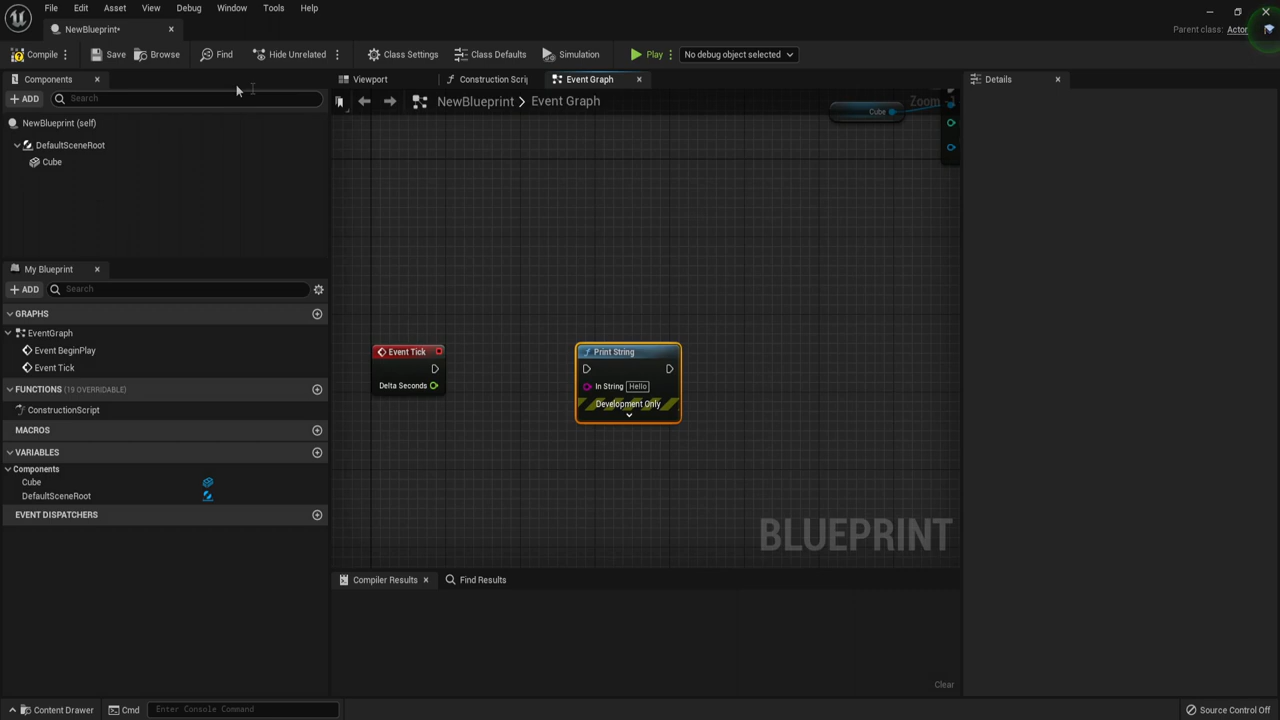 File Edit Asset View Debug Window Tools Help
NewBlueprint*
Parent class: Actor
Compile Save Browse Find Hide Unrelated Class Settings Class Defaults Simulation Play No debug object selected
Components
Viewport Construction Scrip Event Graph
Details
ADD Search
NewBlueprint > Event Graph
Zoom -1
Cube
NewBlueprint (self)
DefaultSceneRoot
Cube
My Blueprint
ADD Search
GRAPHS
EventGraph
Event BeginPlay
Event Tick
FUNCTIONS (19 OVERRIDABLE)
ConstructionScript
MACROS
VARIABLES
Components
Cube
DefaultSceneRoot
EVENT DISPATCHERS
Event Tick
Delta Seconds
Print String
In String Hello
Development Only
BLUEPRINT
Compiler Results Find Results
Clear
Content Drawer Cmd Enter Console Command Source Control Off